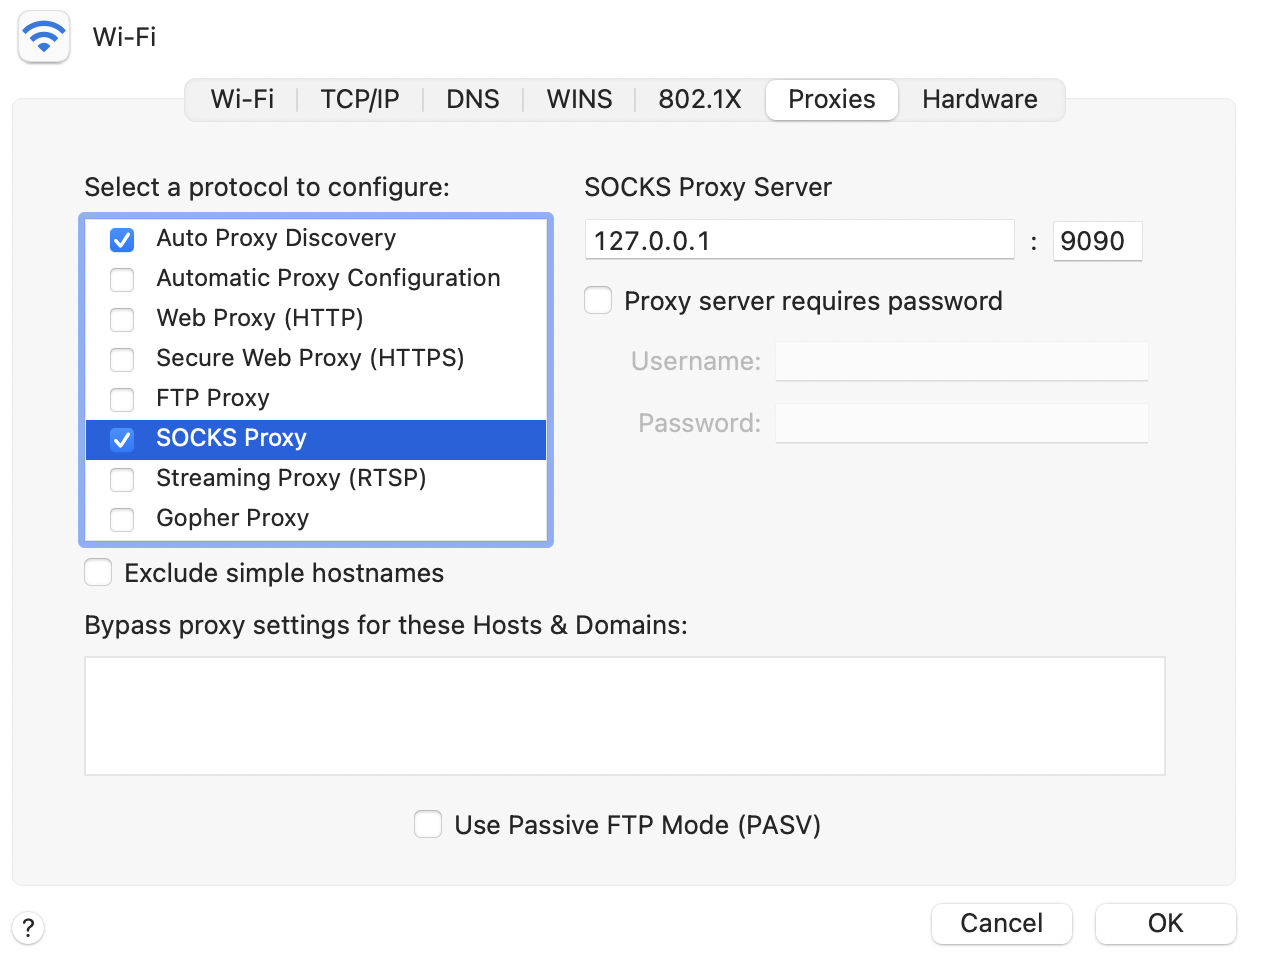 Wi-Fi
Wi-Fi TCP/IP DNS WINS 802.1X Proxies Hardware
Select a protocol to configure:
Auto Proxy Discovery
Automatic Proxy Configuration
Web Proxy (HTTP)
Secure Web Proxy (HTTPS)
FTP Proxy
SOCKS Proxy
Streaming Proxy (RTSP)
Gopher Proxy
SOCKS Proxy Server
127.0.0.1 : 9090
Proxy server requires password
Username:
Password:
Exclude simple hostnames
Bypass proxy settings for these Hosts & Domains:
Use Passive FTP Mode (PASV)
? Cancel OK